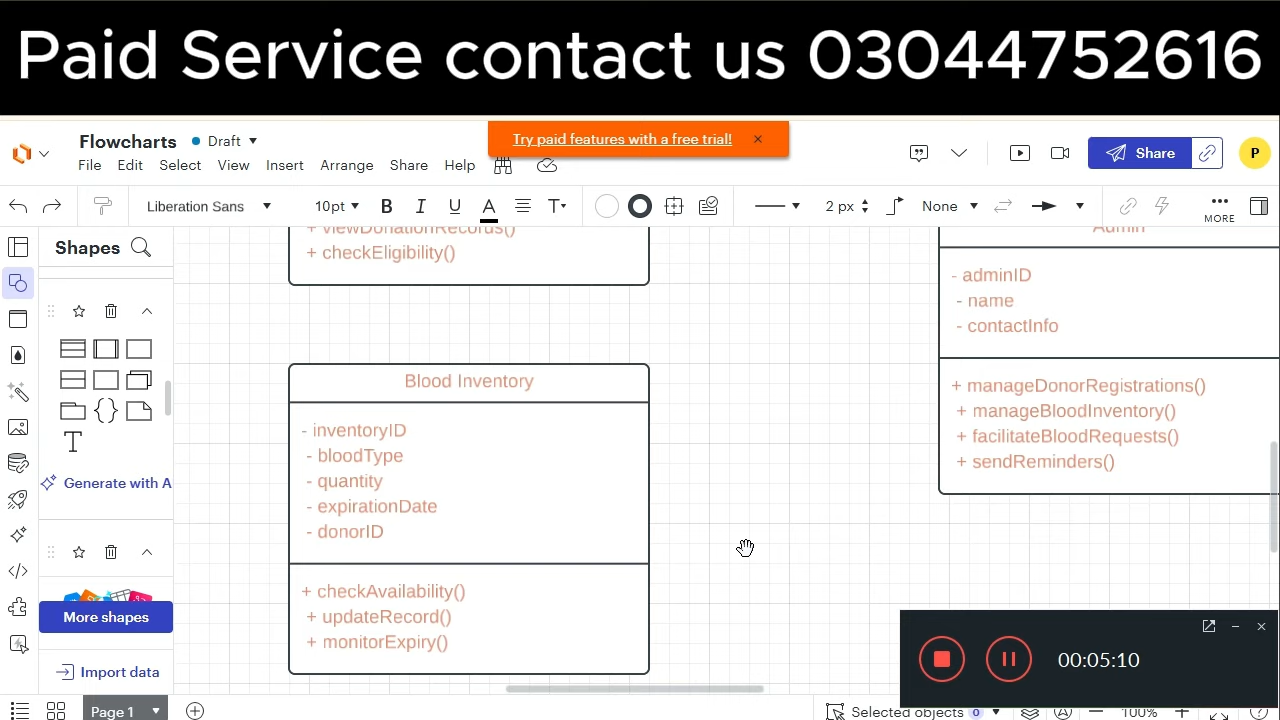 Paid Service contact us 03044752616
Flowcharts
Draft
Try paid features with a free trial!
File Edit Select View Insert Arrange Share Help
Share
P
Liberation Sans
10pt
B I U A T
2 px
None
MORE
Shapes
T
Generate with A
More shapes
Import data
+ viewDonationRecords()
+ checkEligibility()
Blood Inventory
- inventoryID
- bloodType
- quantity
- expirationDate
- donorID
+ checkAvailability()
+ updateRecord()
+ monitorExpiry()
Admin
- adminID
- name
- contactInfo
+ manageDonorRegistrations()
+ manageBloodInventory()
+ facilitateBloodRequests()
+ sendReminders()
00:05:10
Page 1
Selected objects 0
100%